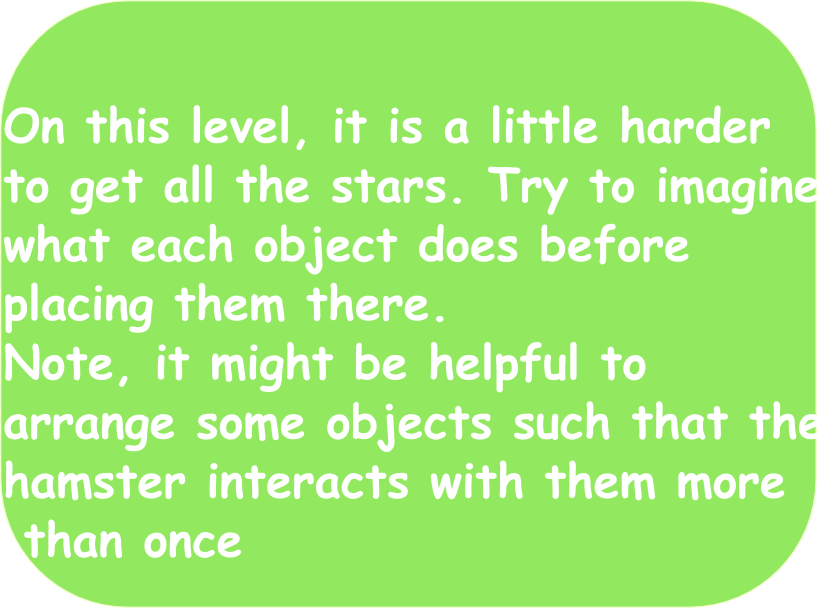 On this level, it is a little harder
to get all the stars. Try to imagine
what each object does before
placing them there.
Note, it might be helpful to
arrange some objects such that the
hamster interacts with them more
than once